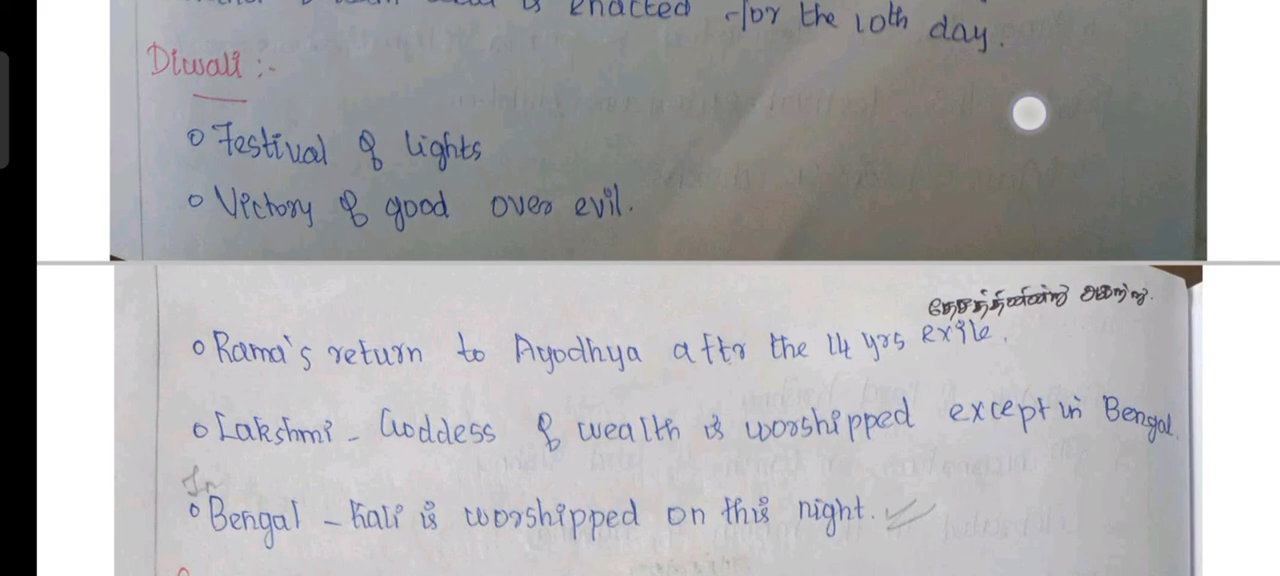 is enacted for the 10th day.
Diwali :-
o Festival of lights
o Victory of good over evil.
o Rama's return to Ayodhya after the 14 yrs exile.
o Lakshmi - Goddess of wealth is worshipped except in Bengal.
In
o Bengal - Kali is worshipped on this night.